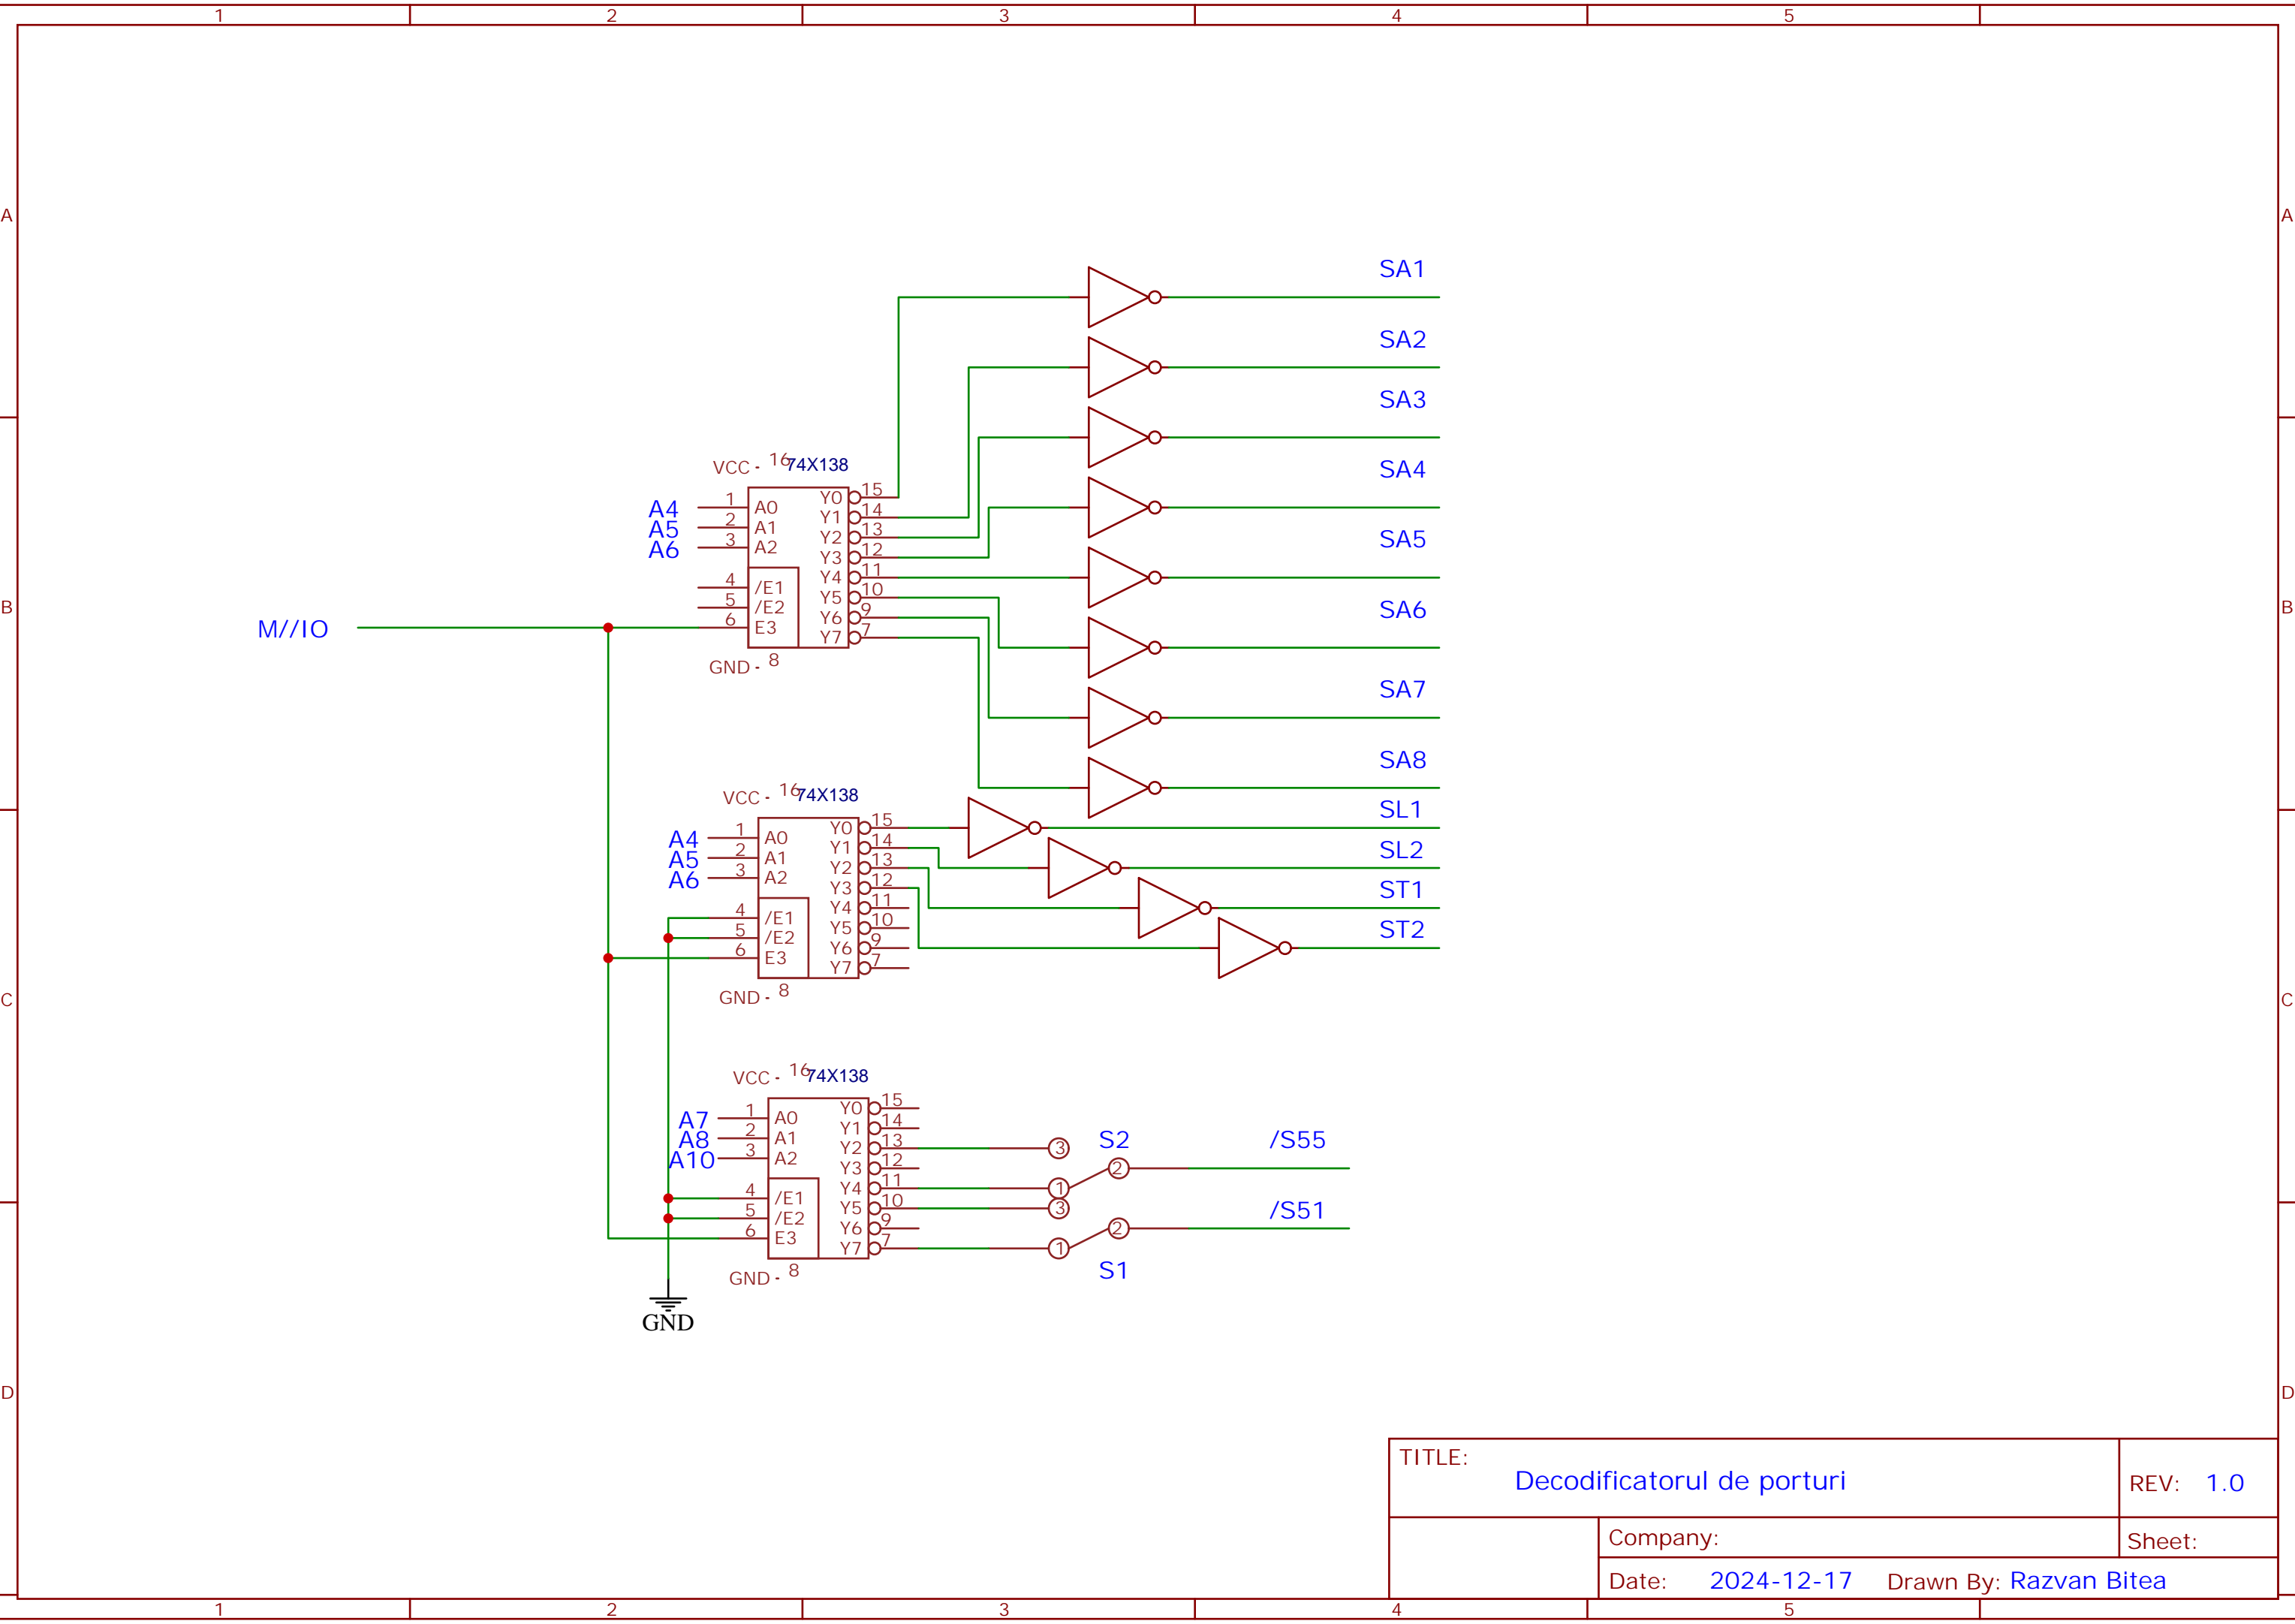 1 2 3 4 5
A A
B B
C C
D D
SA1
SA2
SA3
SA4
SA5
SA6
SA7
SA8
SL1
SL2
ST1
ST2
M//IO
VCC - 16 74X138
A4 1 A0
A5 2 A1
A6 3 A2
4 /E1
5 /E2
6 E3
Y0 15
Y1 14
Y2 13
Y3 12
Y4 11
Y5 10
Y6 9
Y7 7
GND - 8
VCC - 16 74X138
A4 1 A0
A5 2 A1
A6 3 A2
4 /E1
5 /E2
6 E3
Y0 15
Y1 14
Y2 13
Y3 12
Y4 11
Y5 10
Y6 9
Y7 7
GND - 8
VCC - 16 74X138
A7 1 A0
A8 2 A1
A10 3 A2
4 /E1
5 /E2
6 E3
Y0 15
Y1 14
Y2 13
Y3 12
Y4 11
Y5 10
Y6 9
Y7 7
GND - 8
GND
3 S2 /S55
2
1
3 /S51
2
1
S1
TITLE:
Decodificatorul de porturi
REV: 1.0
Company:
Sheet:
Date: 2024-12-17 Drawn By: Razvan Bitea
1 2 3 4 5